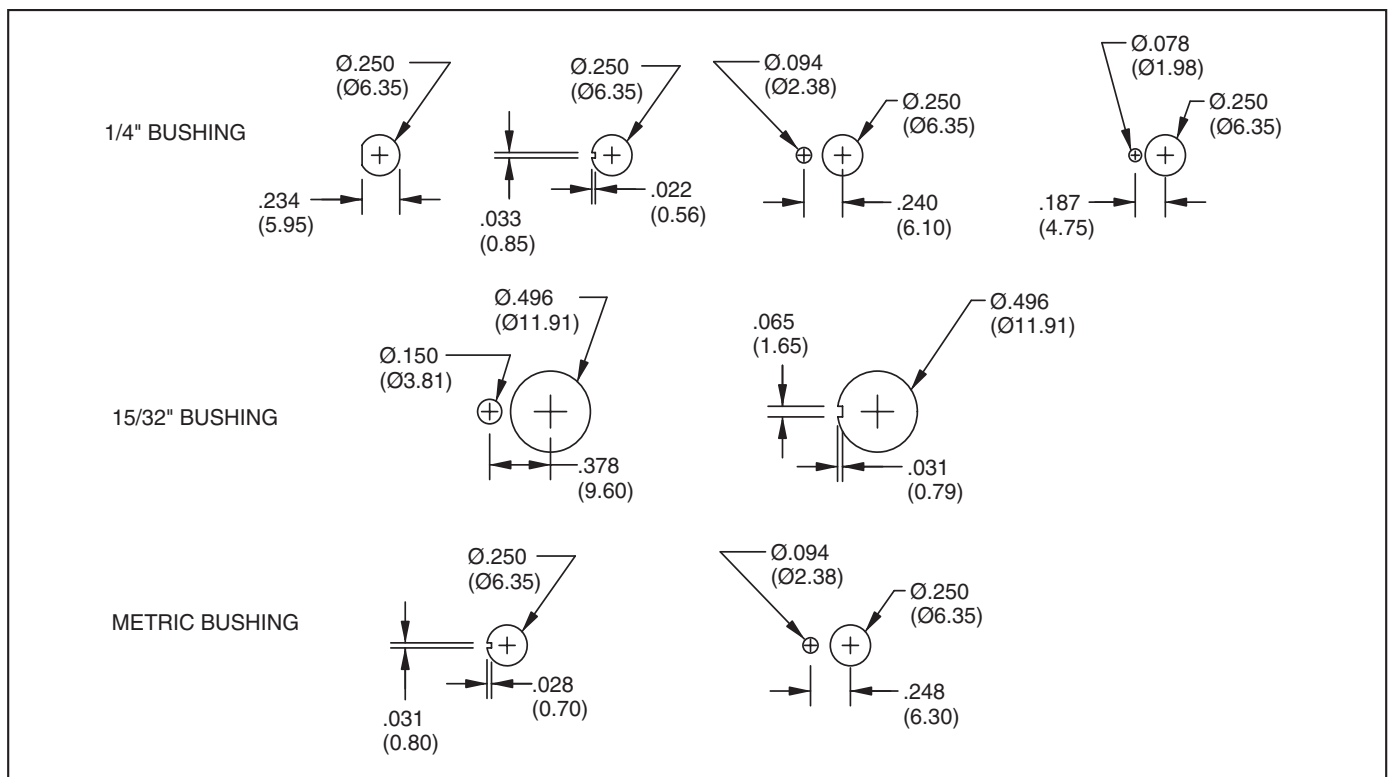 Ø.250
(Ø6.35)
Ø.250
(Ø6.35)
Ø.094
(Ø2.38)
Ø.250
(Ø6.35)
Ø.078
(Ø1.98)
Ø.250
(Ø6.35)
1/4" BUSHING
.234
(5.95)
.033
(0.85)
.022
(0.56)
.240
(6.10)
.187
(4.75)
Ø.496
(Ø11.91)
Ø.150
(Ø3.81)
.065
(1.65)
Ø.496
(Ø11.91)
15/32" BUSHING
.378
(9.60)
.031
(0.79)
Ø.250
(Ø6.35)
Ø.094
(Ø2.38)
Ø.250
(Ø6.35)
METRIC BUSHING
.031
(0.80)
.028
(0.70)
.248
(6.30)